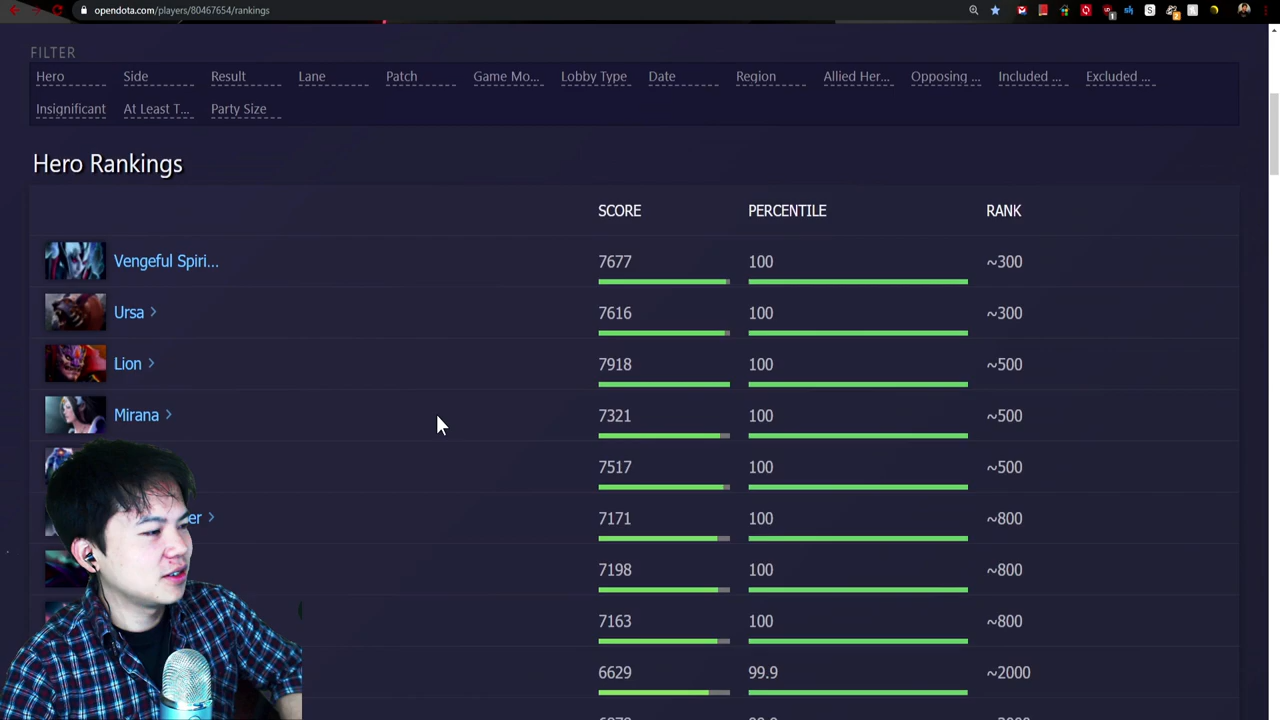 opendota.com/players/80467654/rankings
FILTER
Hero Side Result Lane Patch Game Mo... Lobby Type Date Region Allied Her... Opposing ... Included ... Excluded ...
Insignificant At Least T... Party Size
Hero Rankings
SCORE PERCENTILE RANK
Vengeful Spiri... 7677 100 ~300
Ursa 7616 100 ~300
Lion 7918 100 ~500
Mirana 7321 100 ~500
7517 100 ~500
er 7171 100 ~800
7198 100 ~800
7163 100 ~800
6629 99.9 ~2000